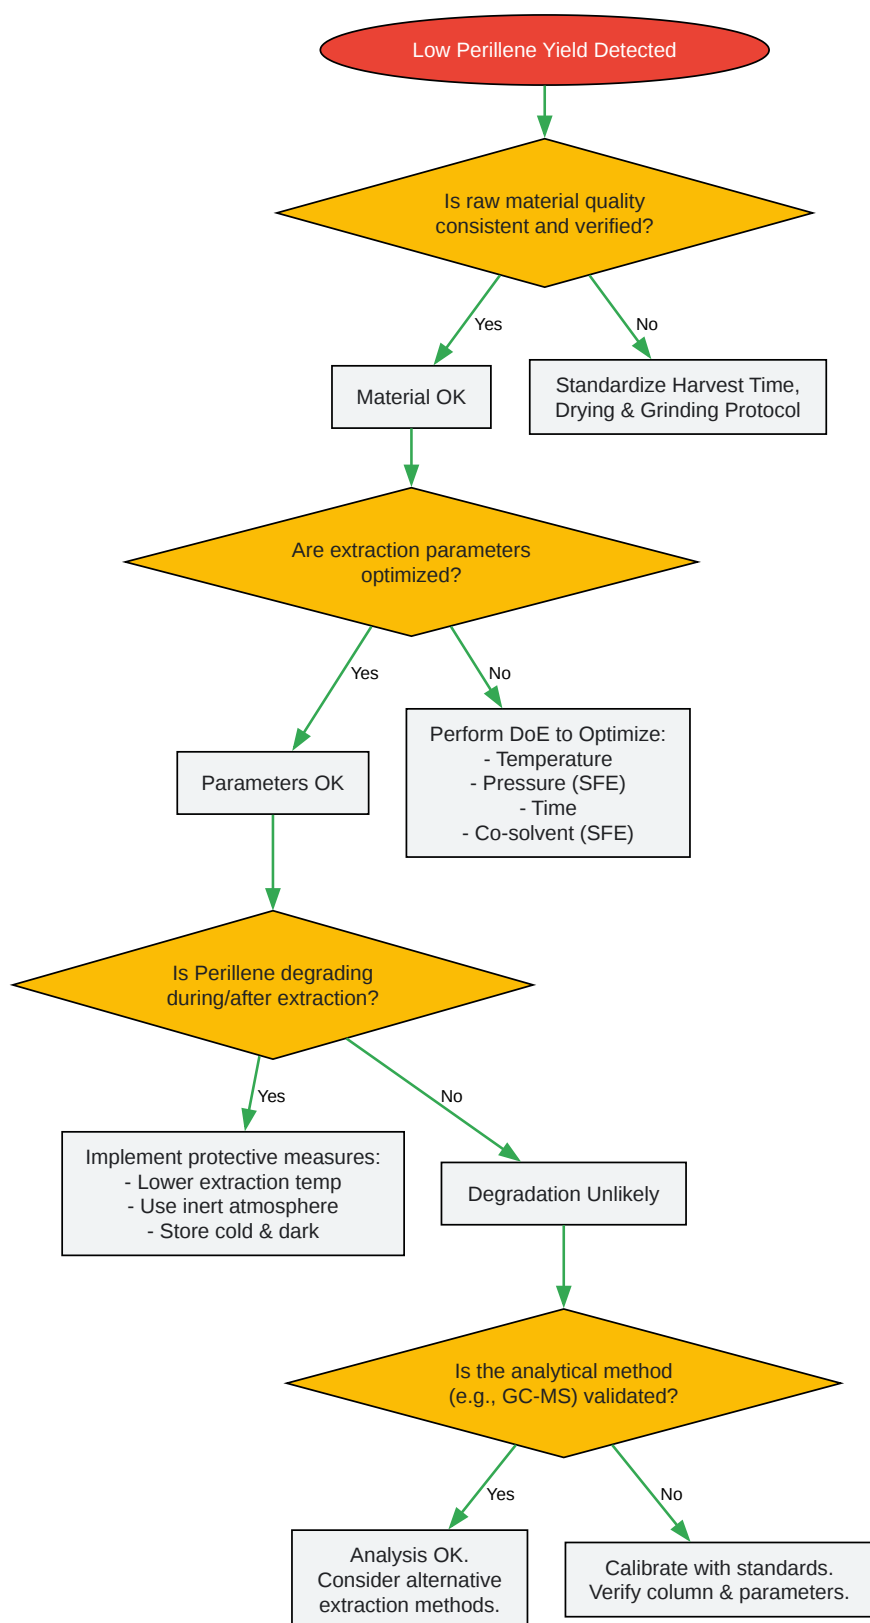 Low Perillene Yield Detected
Is raw material quality
consistent and verified?
Yes
No
Material OK
Standardize Harvest Time,
Drying & Grinding Protocol
Are extraction parameters
optimized?
Yes
No
Parameters OK
Perform DoE to Optimize:
- Temperature
- Pressure (SFE)
- Time
- Co-solvent (SFE)
Is Perillene degrading
during/after extraction?
Yes
No
Implement protective measures:
- Lower extraction temp
- Use inert atmosphere
- Store cold & dark
Degradation Unlikely
Is the analytical method
(e.g., GC-MS) validated?
Yes
No
Analysis OK.
Consider alternative
extraction methods.
Calibrate with standards.
Verify column & parameters.